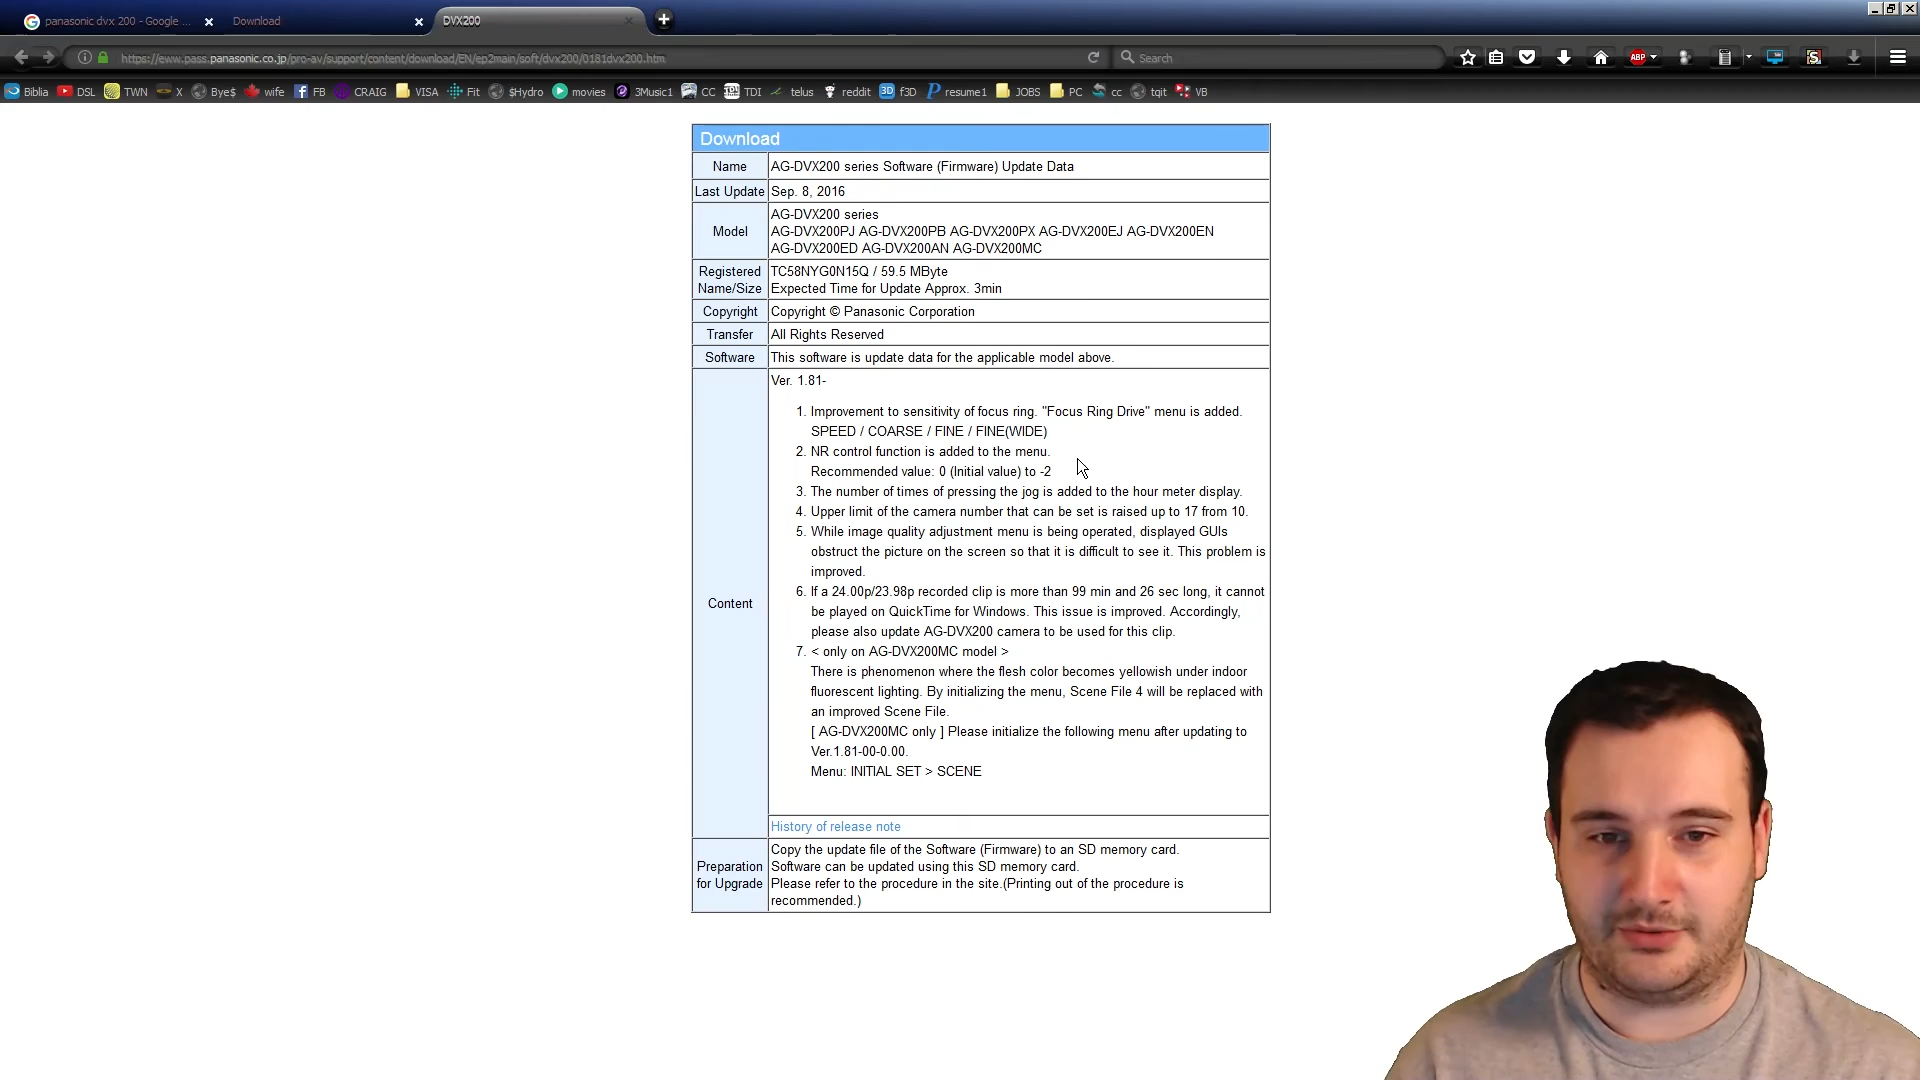 panasonic dvx 200 - Google ...
Download
DVX200
https://eww.pass.panasonic.co.jp/pro-av/support/content/download/EN/ep2main/soft/dvx200/0181dvx200.htm
Search
ABP
Biblia
DSL
TWN
X
Bye$
wife
FB
CRAIG
VISA
Fit
$Hydro
movies
3Music1
CC
TDI
telus
reddit
3D f3D
resume1
JOBS
PC
cc
tqit
VB
Download
Name
AG-DVX200 series Software (Firmware) Update Data
Last Update
Sep. 8, 2016
Model
AG-DVX200 series
AG-DVX200PJ AG-DVX200PB AG-DVX200PX AG-DVX200EJ AG-DVX200EN
AG-DVX200ED AG-DVX200AN AG-DVX200MC
Registered
Name/Size
TC58NYG0N15Q / 59.5 MByte
Expected Time for Update Approx. 3min
Copyright
Copyright © Panasonic Corporation
Transfer
All Rights Reserved
Software
This software is update data for the applicable model above.
Content
Ver. 1.81-
1. Improvement to sensitivity of focus ring. "Focus Ring Drive" menu is added.
SPEED / COARSE / FINE / FINE(WIDE)
2. NR control function is added to the menu.
Recommended value: 0 (Initial value) to -2
3. The number of times of pressing the jog is added to the hour meter display.
4. Upper limit of the camera number that can be set is raised up to 17 from 10.
5. While image quality adjustment menu is being operated, displayed GUIs
obstruct the picture on the screen so that it is difficult to see it. This problem is
improved.
6. If a 24.00p/23.98p recorded clip is more than 99 min and 26 sec long, it cannot
be played on QuickTime for Windows. This issue is improved. Accordingly,
please also update AG-DVX200 camera to be used for this clip.
7. < only on AG-DVX200MC model >
There is phenomenon where the flesh color becomes yellowish under indoor
fluorescent lighting. By initializing the menu, Scene File 4 will be replaced with
an improved Scene File.
[ AG-DVX200MC only ] Please initialize the following menu after updating to
Ver.1.81-00-0.00.
Menu: INITIAL SET > SCENE
History of release note
Preparation
for Upgrade
Copy the update file of the Software (Firmware) to an SD memory card.
Software can be updated using this SD memory card.
Please refer to the procedure in the site.(Printing out of the procedure is
recommended.)